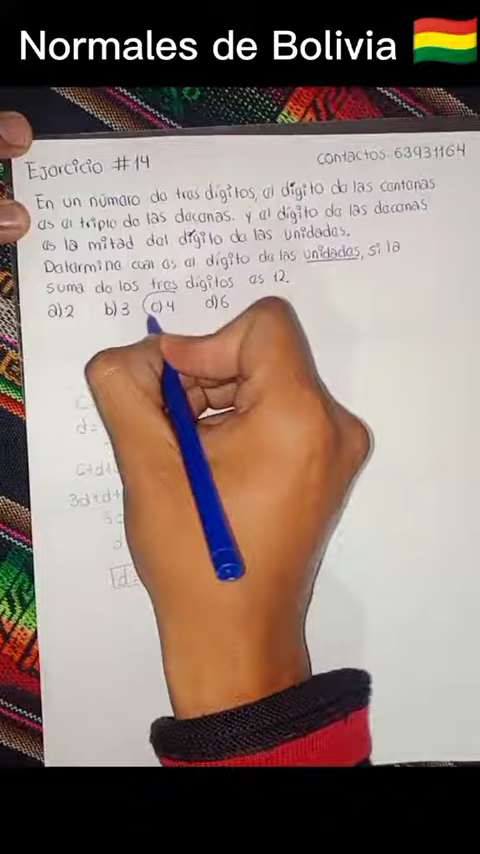 Normales de Bolivia
Ejercicio #14
contactos 63931164
En un número de tres dígitos, el dígito de las centenas
es el triple de las decenas. y el dígito de las decenas
es la mitad del dígito de las unidades.
Determine cual es el dígito de las unidades, si la
suma de los tres dígitos es 12.
a) 2 b) 3 c) 4 d) 6
d=
3d+d+